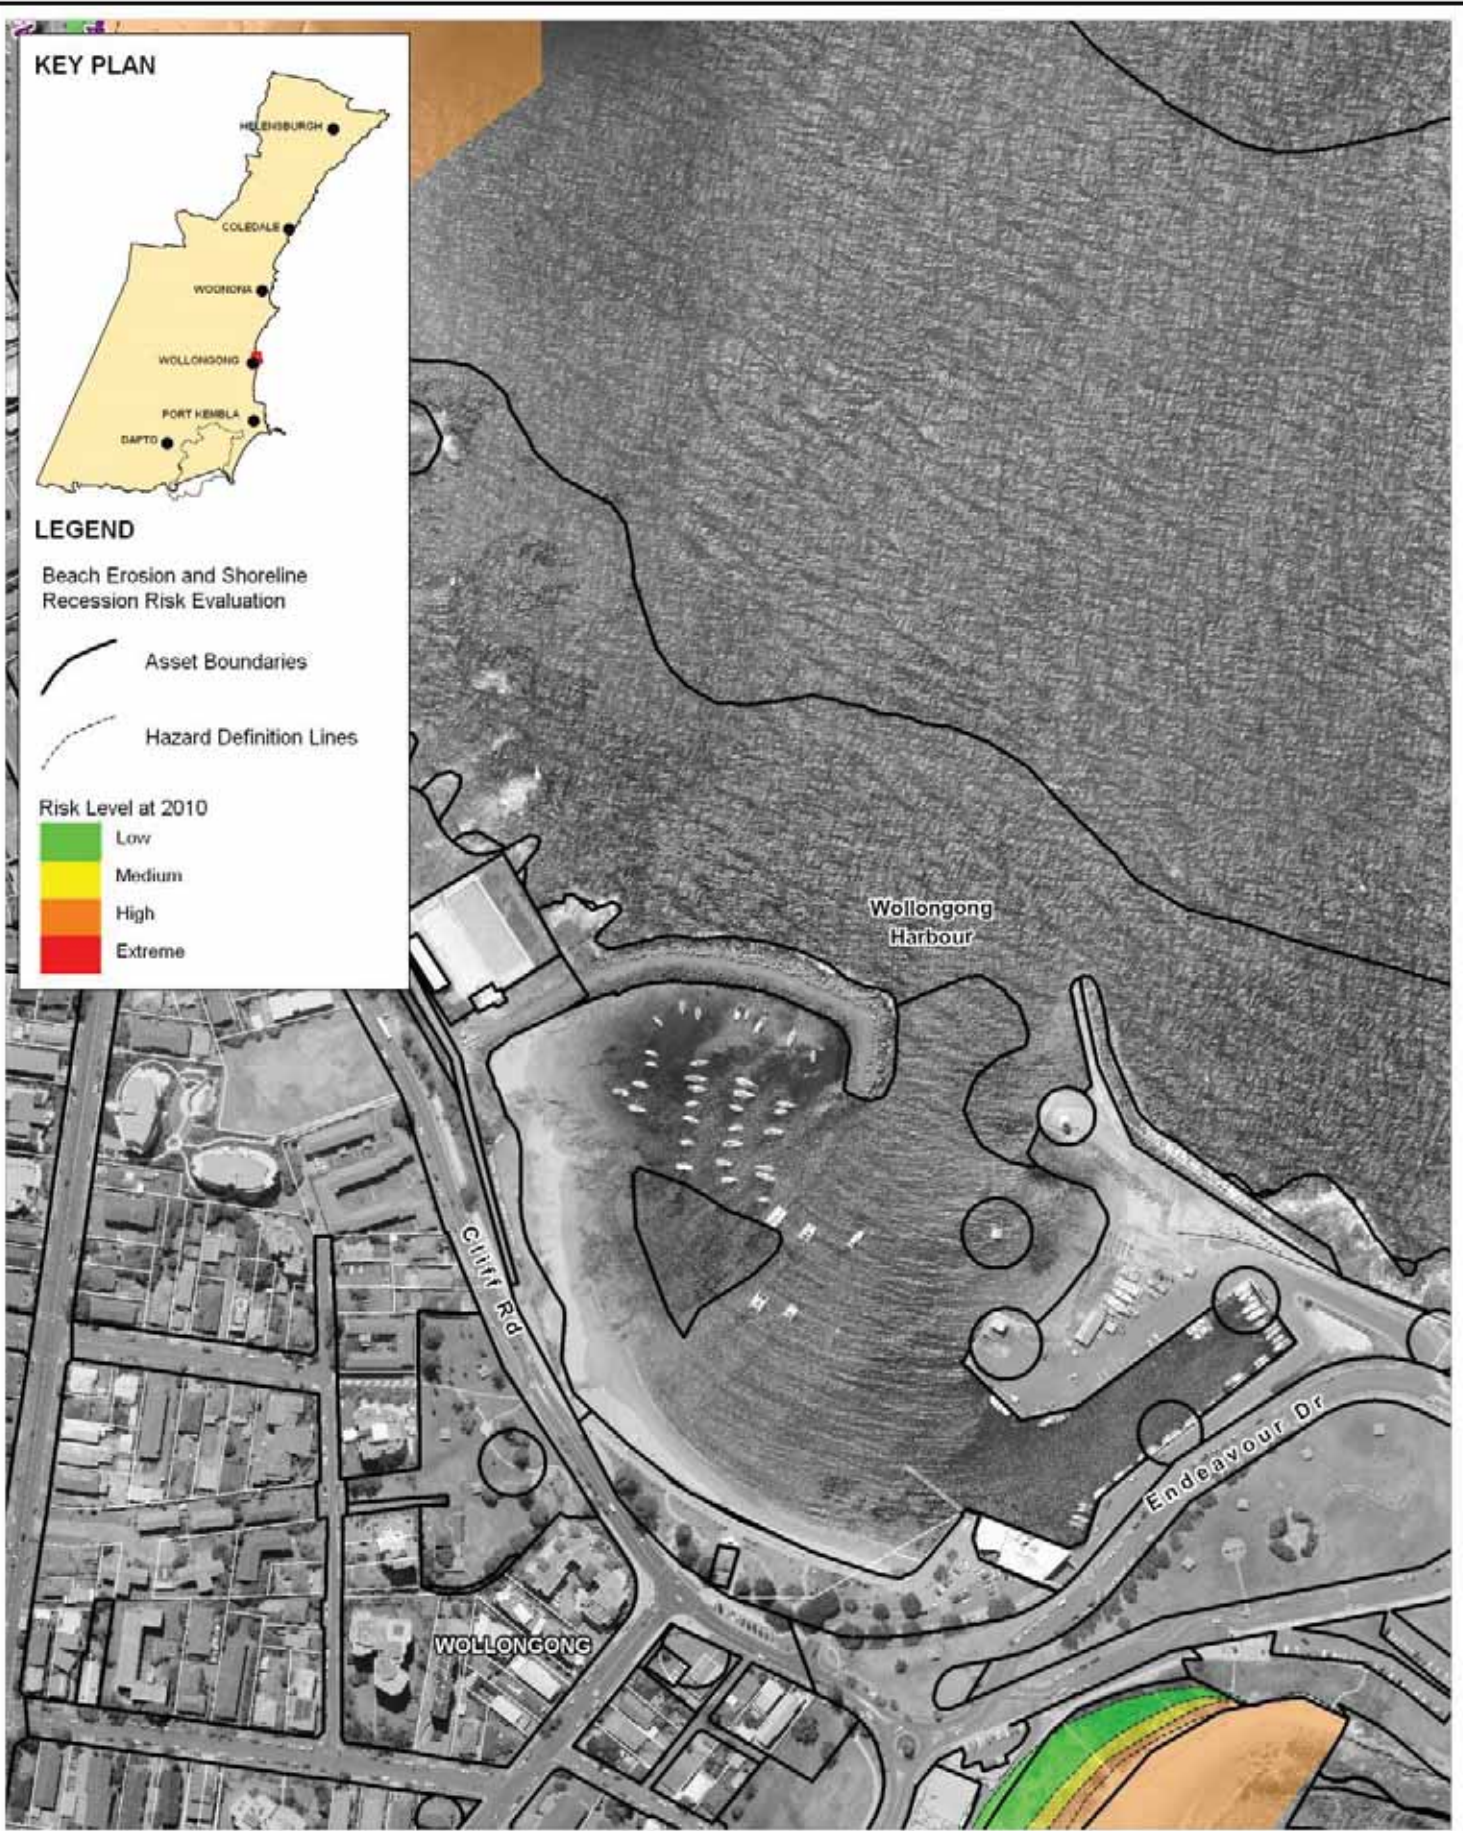 KEY PLAN
HELENSBURGH
COLEDALE
WOONONA
WOLLONGONG
PORT KEMBLA
DAPTO
LEGEND
Beach Erosion and Shoreline
Recession Risk Evaluation
Asset Boundaries
Hazard Definition Lines
Risk Level at 2010
Low
Medium
High
Extreme
Wollongong
Harbour
Cliff Rd
Endeavour Dr
WOLLONGONG